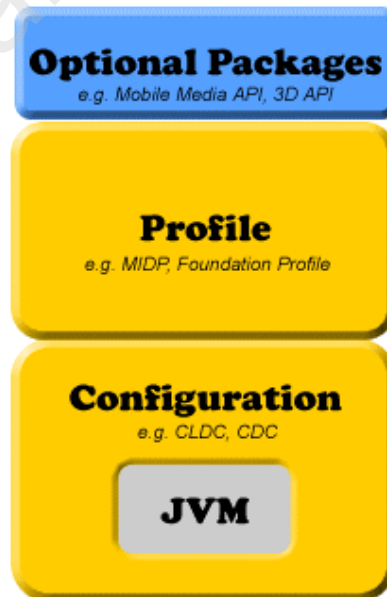 Optional Packages
e.g. Mobile Media API, 3D API
Profile
e.g. MIDP, Foundation Profile
Configuration
e.g. CLDC, CDC
JVM